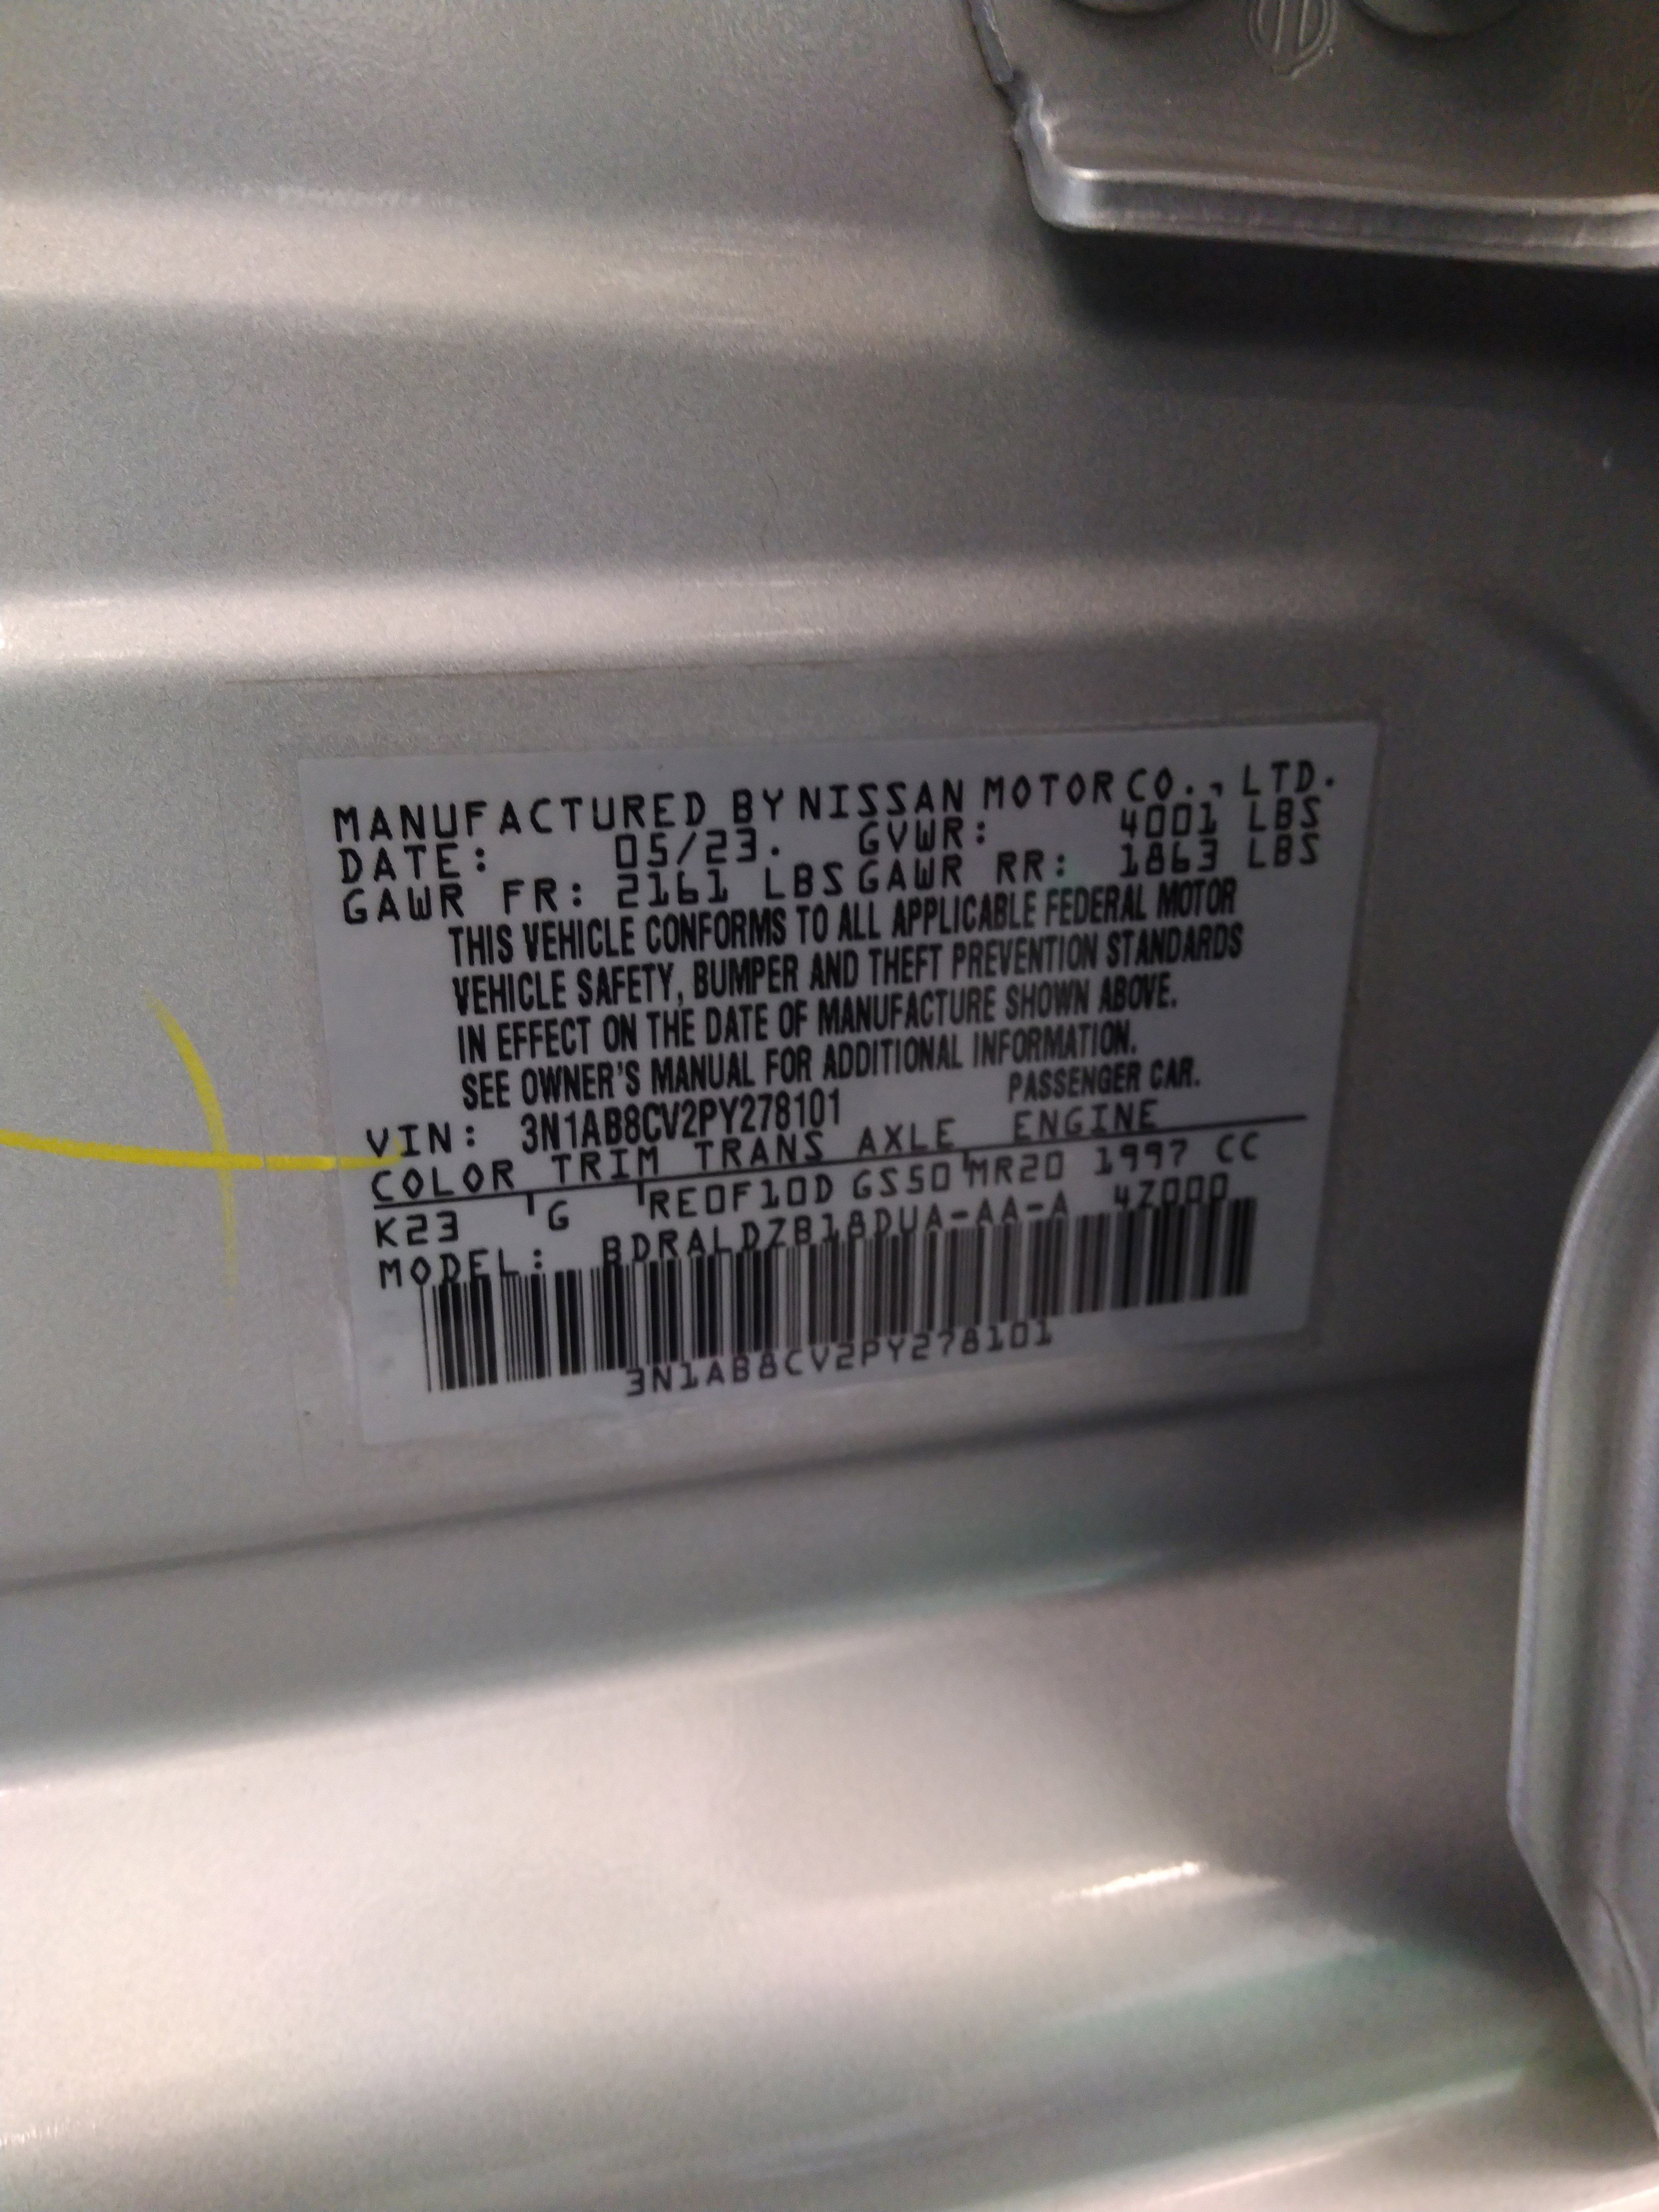 MANUFACTURED BY NISSAN MOTOR CO., LTD.
DATE: 05/23. GVWR: 4001 LBS
GAWR FR: 2161 LBS GAWR RR: 1863 LBS
THIS VEHICLE CONFORMS TO ALL APPLICABLE FEDERAL MOTOR
VEHICLE SAFETY, BUMPER AND THEFT PREVENTION STANDARDS
IN EFFECT ON THE DATE OF MANUFACTURE SHOWN ABOVE.
SEE OWNER'S MANUAL FOR ADDITIONAL INFORMATION.
VIN: 3N1AB8CV2PY278101 PASSENGER CAR.
COLOR TRIM TRANS AXLE ENGINE
K23 G RE0F10D GS50 MR20 1997 CC
MODEL: BDRALDZB18DUA-AA-A 4Z000
3N1AB8CV2PY278101